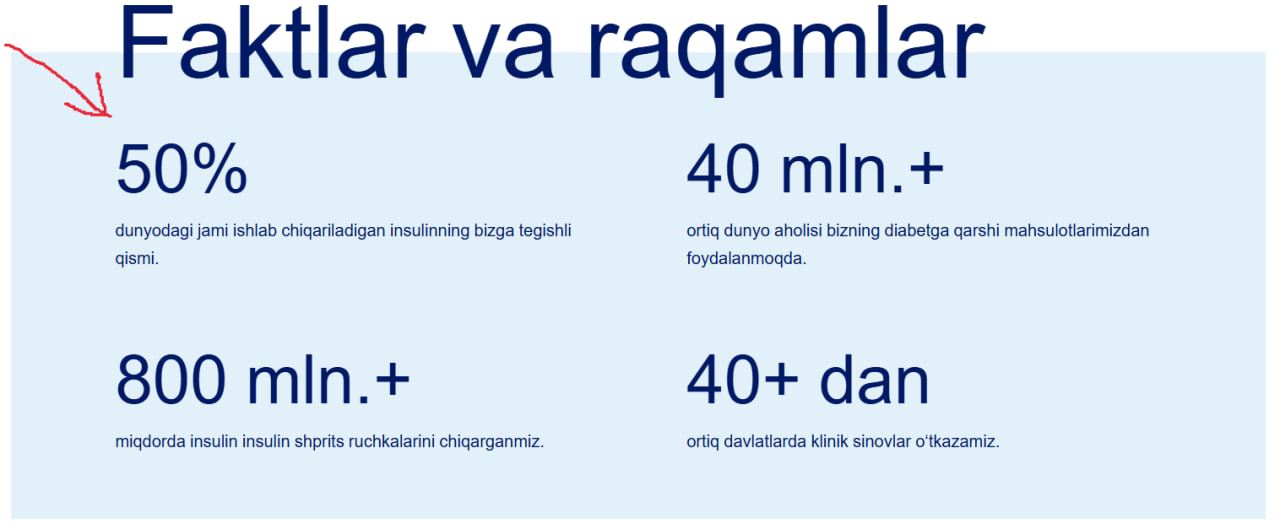 Faktlar va raqamlar
50%
dunyodagi jami ishlab chiqariladigan insulinning bizga tegishli
qismi.
40 mln.+
ortiq dunyo aholisi bizning diabetga qarshi mahsulotlarimizdan
foydalanmoqda.
800 mln.+
miqdorda insulin insulin shprits ruchkalarini chiqarganmiz.
40+ dan
ortiq davlatlarda klinik sinovlar o‘tkazamiz.